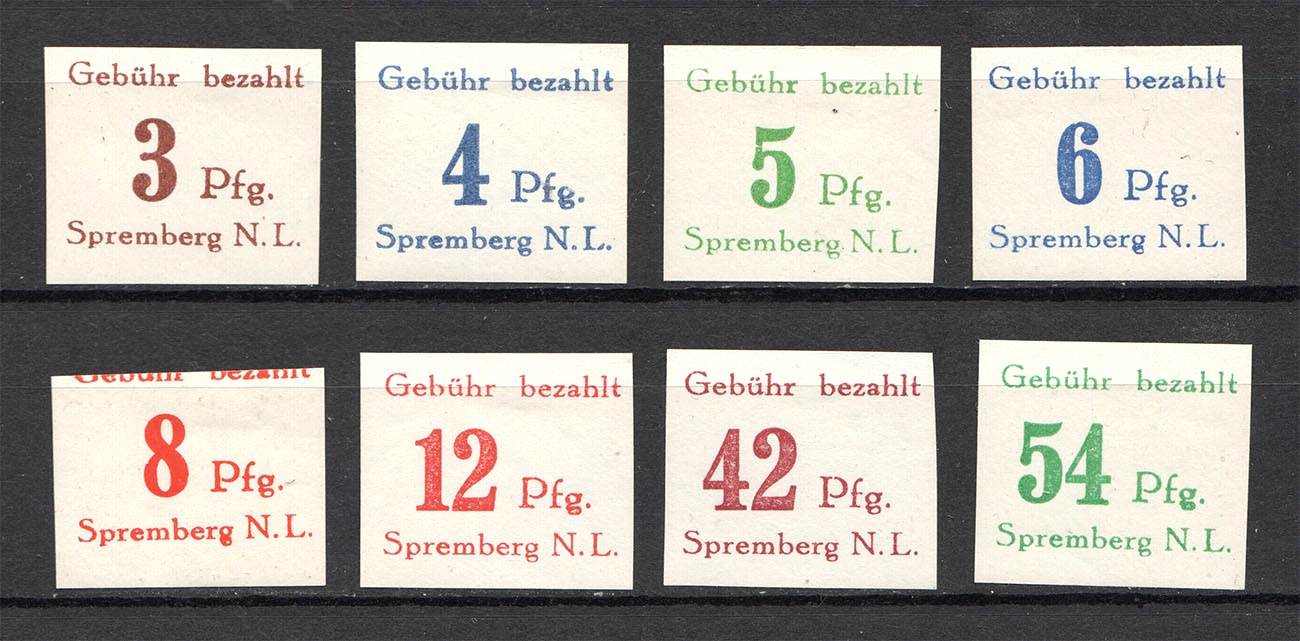 Gebühr bezahlt
3 Pfg.
Spremberg N.L.
Gebühr bezahlt
4 Pfg.
Spremberg N.L.
Gebühr bezahlt
5 Pfg.
Spremberg N.L.
Gebühr bezahlt
6 Pfg.
Spremberg N.L.
Gebühr bezahlt
8 Pfg.
Spremberg N.L.
Gebühr bezahlt
12 Pfg.
Spremberg N.L.
Gebühr bezahlt
42 Pfg.
Spremberg N.L.
Gebühr bezahlt
54 Pfg.
Spremberg N.L.